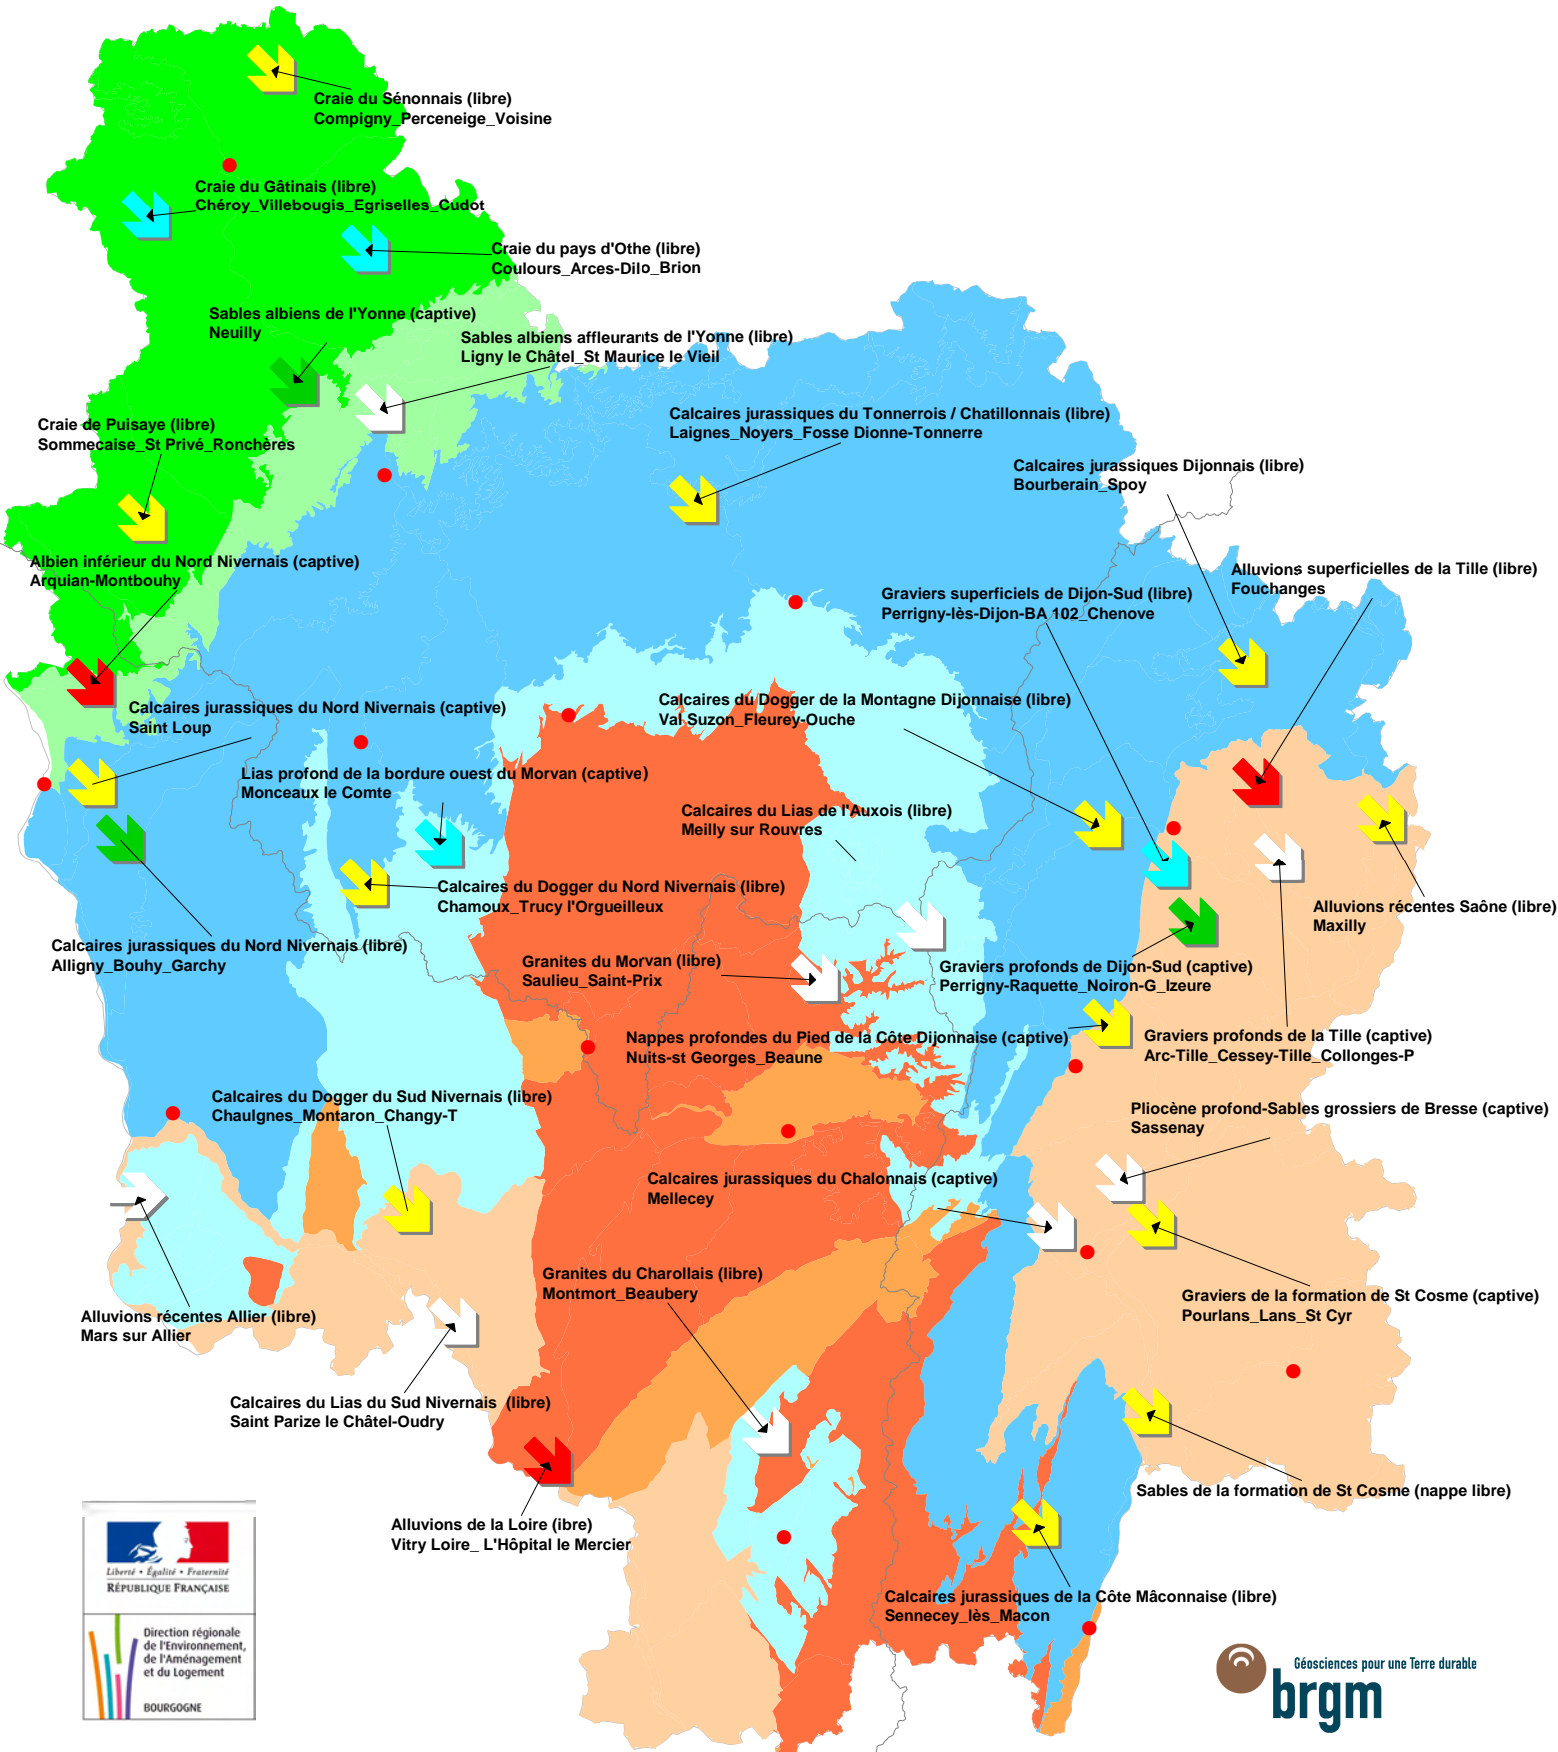 Craie du Sénonnais (libre)
Compigny_Perceneige_Voisine
Craie du Gâtinais (libre)
Chéroy_Villebougis_Egriselles_Cudot
Craie du pays d'Othe (libre)
Coulours_Arces-Dilo_Brion
Sables albiens de l'Yonne (captive)
Neuilly
Sables albiens affleurants de l'Yonne (libre)
Ligny le Châtel_St Maurice le Vieil
Craie de Puisaye (libre)
Sommecaise_St Privé_Ronchères
Calcaires jurassiques du Tonnerrois / Chatillonnais (libre)
Laignes_Noyers_Fosse Dionne-Tonnerre
Calcaires jurassiques Dijonnais (libre)
Bourberain_Spoy
Albien inférieur du Nord Nivernais (captive)
Arquian-Montbouhy
Alluvions superficielles de la Tille (libre)
Fouchanges
Graviers superficiels de Dijon-Sud (libre)
Perrigny-lès-Dijon-BA 102_Chenove
Calcaires jurassiques du Nord Nivernais (captive)
Saint Loup
Calcaires du Dogger de la Montagne Dijonnaise (libre)
Val Suzon_Fleurey-Ouche
Lias profond de la bordure ouest du Morvan (captive)
Monceaux le Comte
Calcaires du Lias de l'Auxois (libre)
Meilly sur Rouvres
Calcaires du Dogger du Nord Nivernais (libre)
Chamoux_Trucy l'Orgueilleux
Alluvions récentes Saône (libre)
Maxilly
Calcaires jurassiques du Nord Nivernais (libre)
Alligny_Bouhy_Garchy
Granites du Morvan (libre)
Saulieu_Saint-Prix
Graviers profonds de Dijon-Sud (captive)
Perrigny-Raquette_Noiron-G_Izeure
Nappes profondes du Pied de la Côte Dijonnaise (captive)
Nuits-st Georges_Beaune
Graviers profonds de la Tille (captive)
Arc-Tille_Cessey-Tille_Collonges-P
Calcaires du Dogger du Sud Nivernais (libre)
Chaulgnes_Montaron_Changy-T
Pliocène profond-Sables grossiers de Bresse (captive)
Sassenay
Calcaires jurassiques du Chalonnais (captive)
Mellecey
Granites du Charollais (libre)
Montmort_Beaubery
Graviers de la formation de St Cosme (captive)
Pourlans_Lans_St Cyr
Alluvions récentes Allier (libre)
Mars sur Allier
Calcaires du Lias du Sud Nivernais (libre)
Saint Parize le Châtel-Oudry
Sables de la formation de St Cosme (nappe libre)
Alluvions de la Loire (ibre)
Vitry Loire_ L'Hôpital le Mercier
Calcaires jurassiques de la Côte Mâconnaise (libre)
Sennecey_lès_Macon
Liberté • Égalité • Fraternité
RÉPUBLIQUE FRANÇAISE
Direction régionale
de l'Environnement,
de l'Aménagement
et du Logement
BOURGOGNE
Géosciences pour une Terre durable
brgm